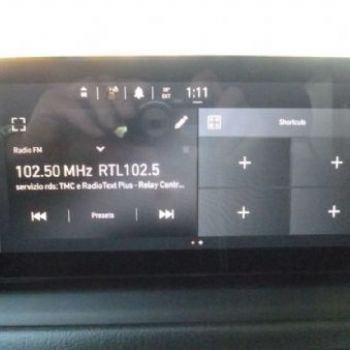 1:11
Shortcuts
Radio FM
102.50 MHz RTL102.5
servizio rds: TMC e RadioText Plus - Relay Centr...
Presets